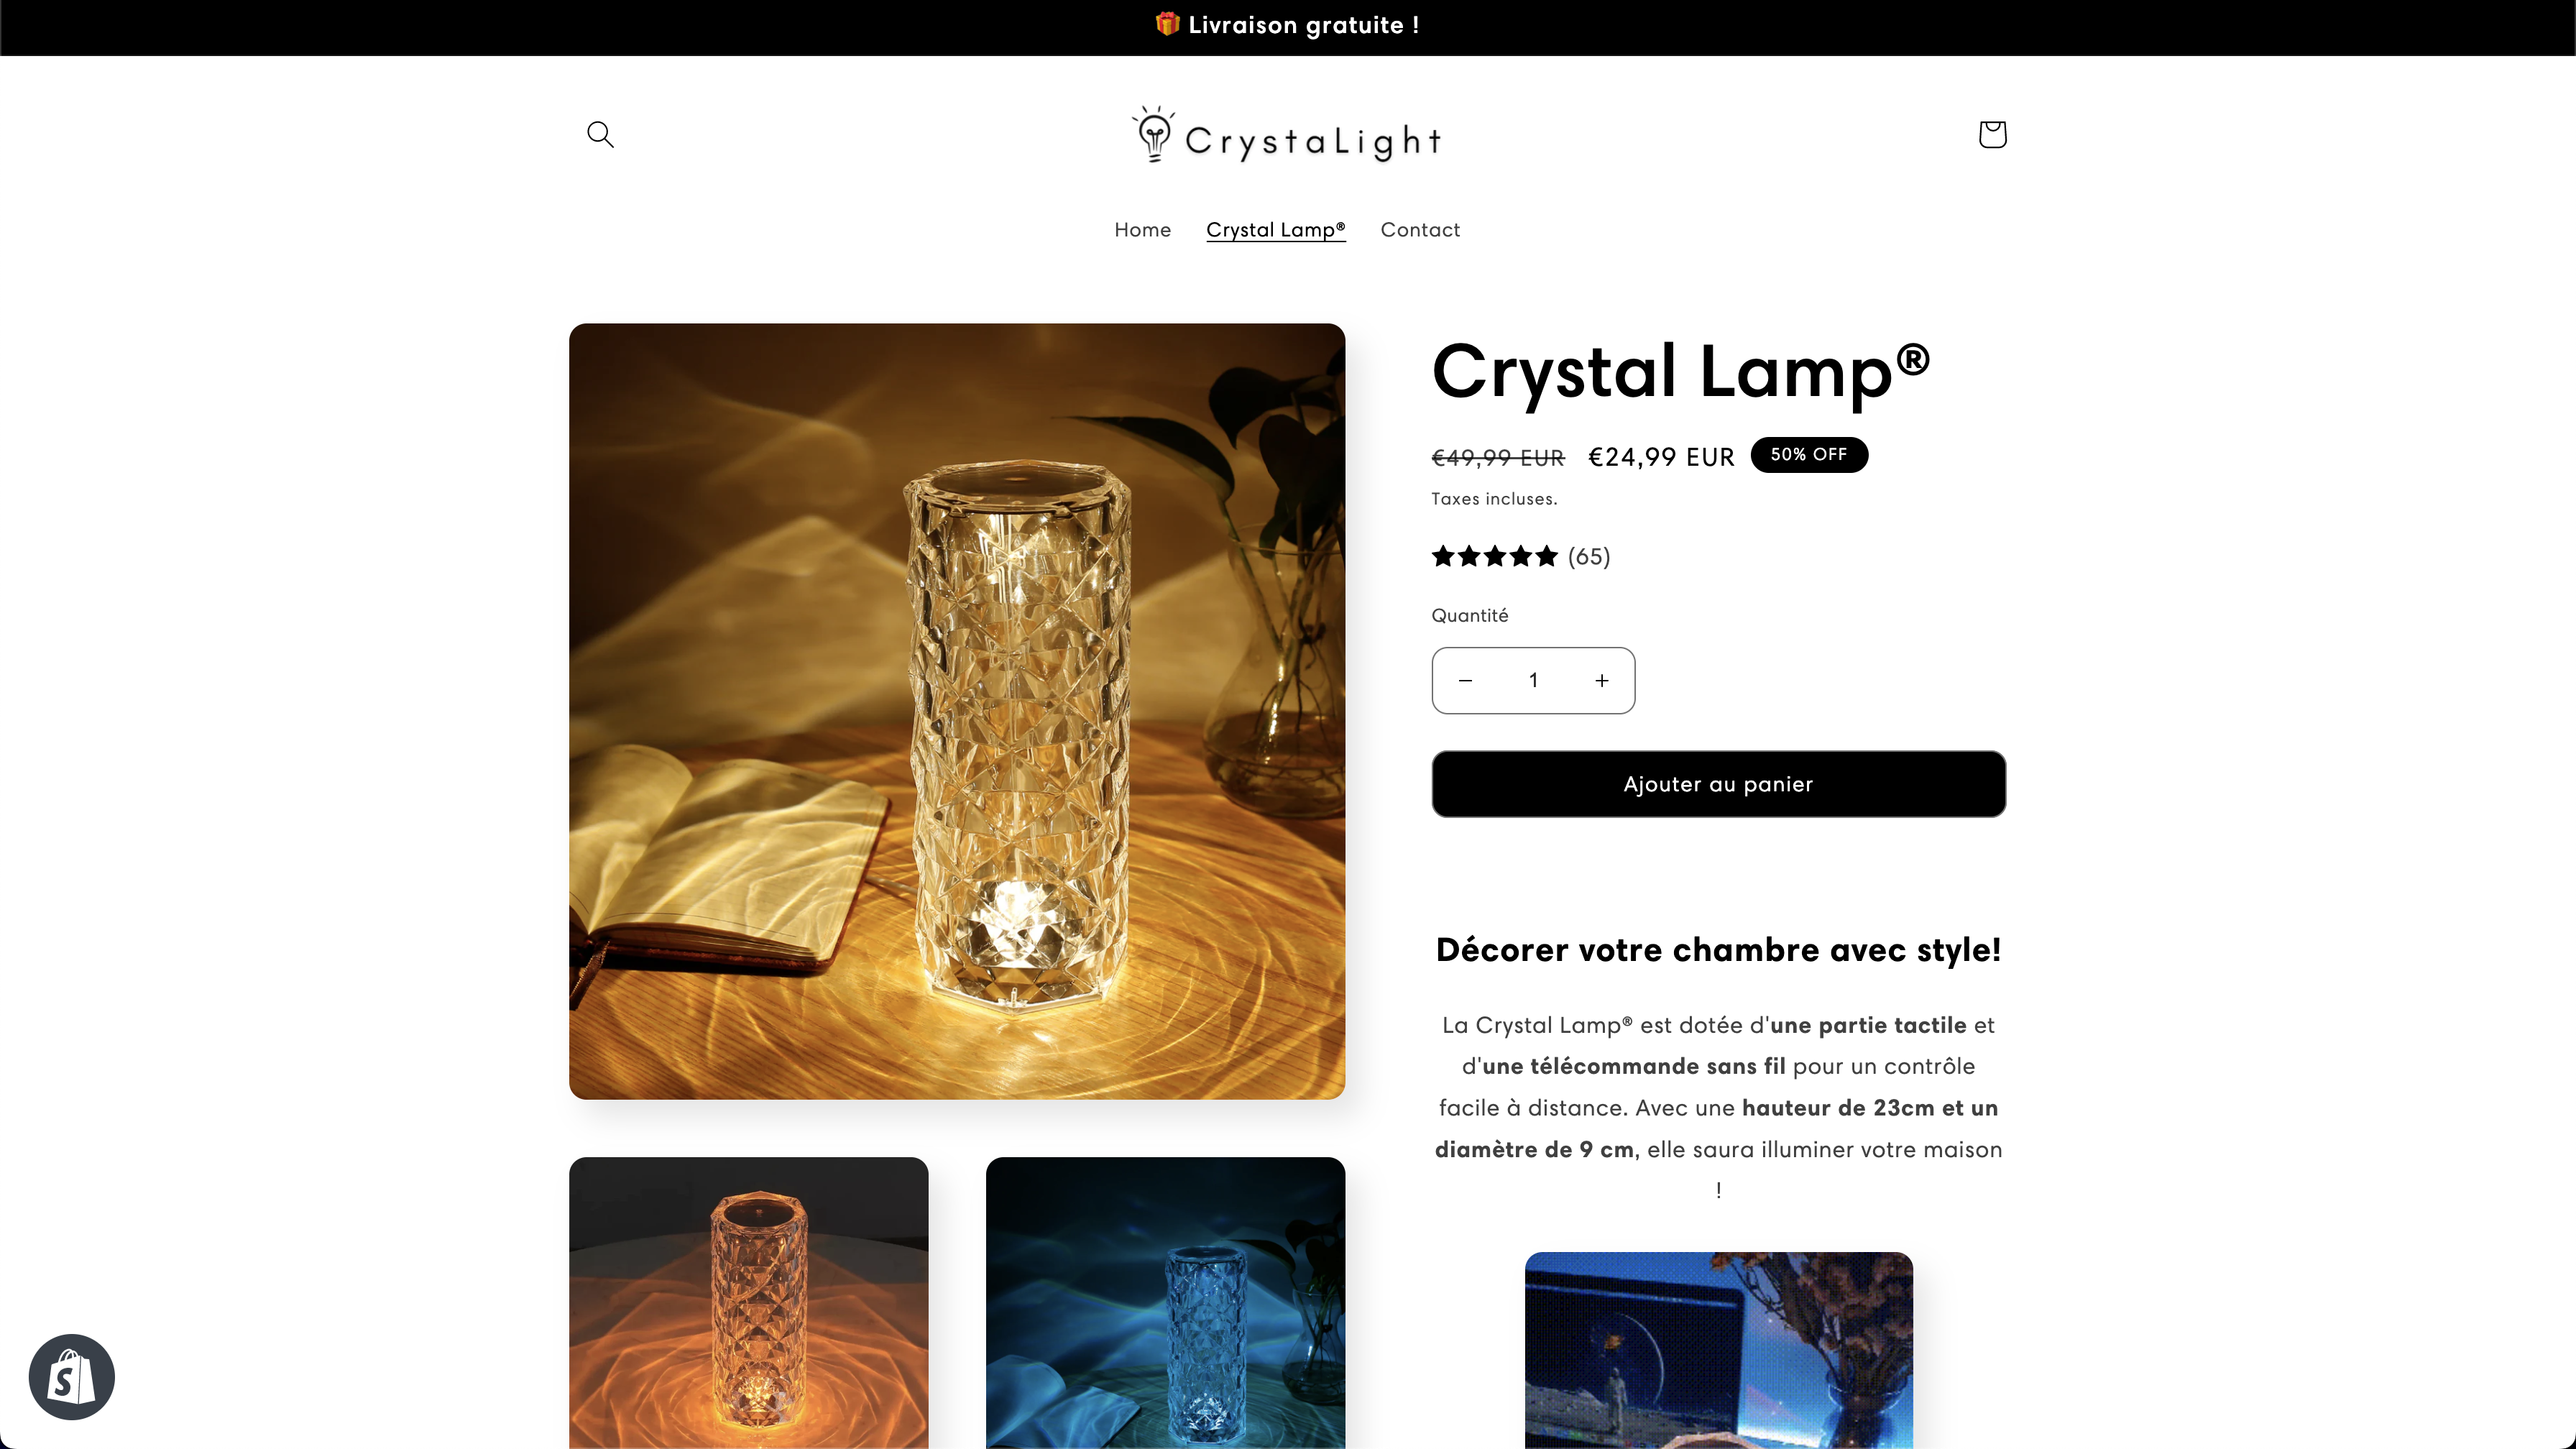 🎁 Livraison gratuite !
CrystaLight
Home Crystal Lamp® Contact
Crystal Lamp®
€49,99 EUR €24,99 EUR 50% OFF
Taxes incluses.
★★★★★ (65)
Quantité
− 1 +
Ajouter au panier
Décorer votre chambre avec style!
La Crystal Lamp® est dotée d'une partie tactile et
d'une télécommande sans fil pour un contrôle
facile à distance. Avec une hauteur de 23cm et un
diamètre de 9 cm, elle saura illuminer votre maison
!